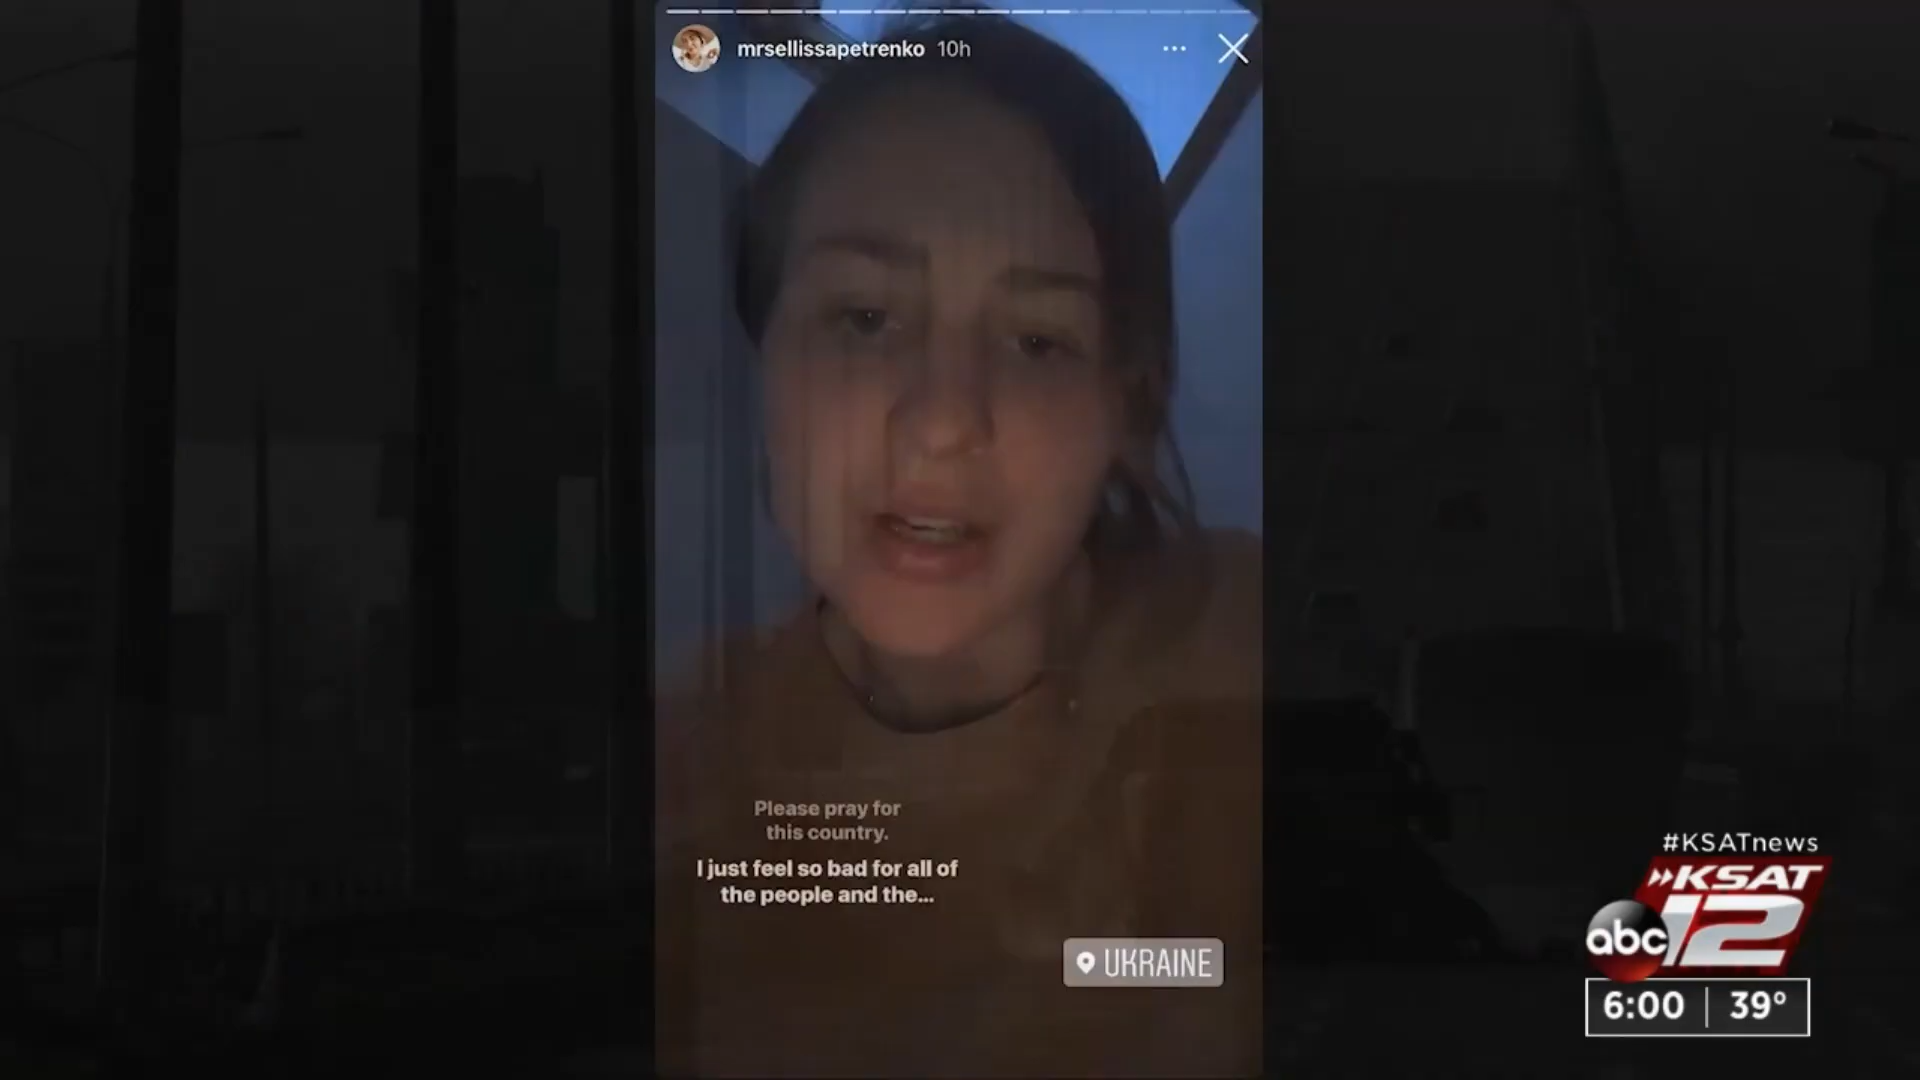 mrsellissapetrenko 10h
Please pray for
this country.
I just feel so bad for all of
the people and the...
UKRAINE
#KSATnews
KSAT
abc 12
6:00 39°